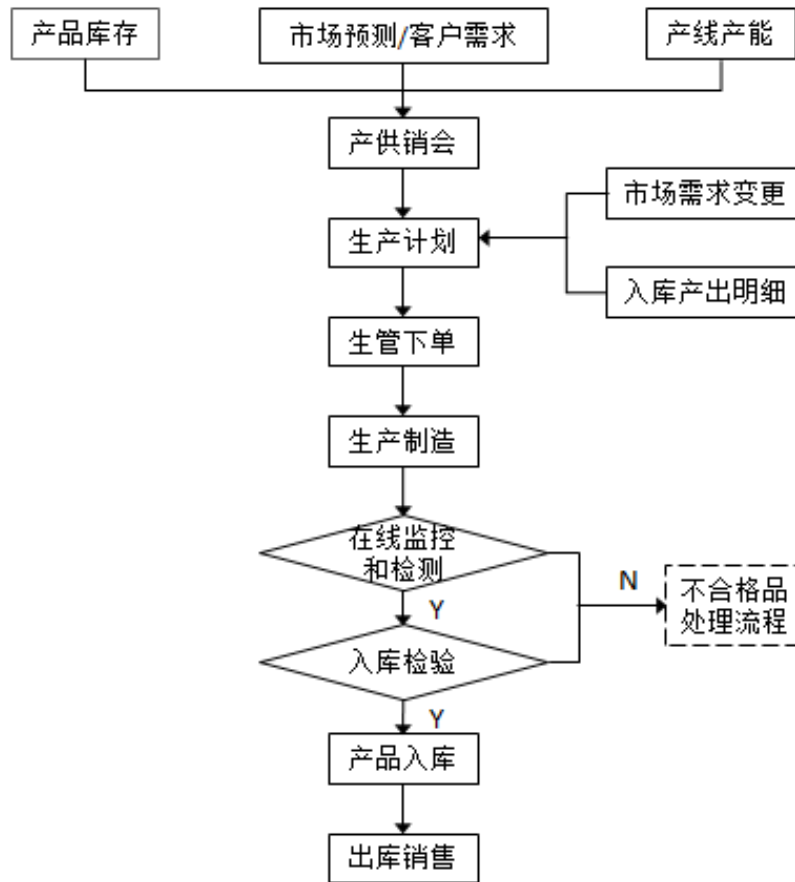 产品库存
市场预测/客户需求
产线产能
产供销会
市场需求变更
生产计划
入库产出明细
生管下单
生产制造
在线监控
和检测
N
不合格品
处理流程
Y
入库检验
Y
产品入库
出库销售